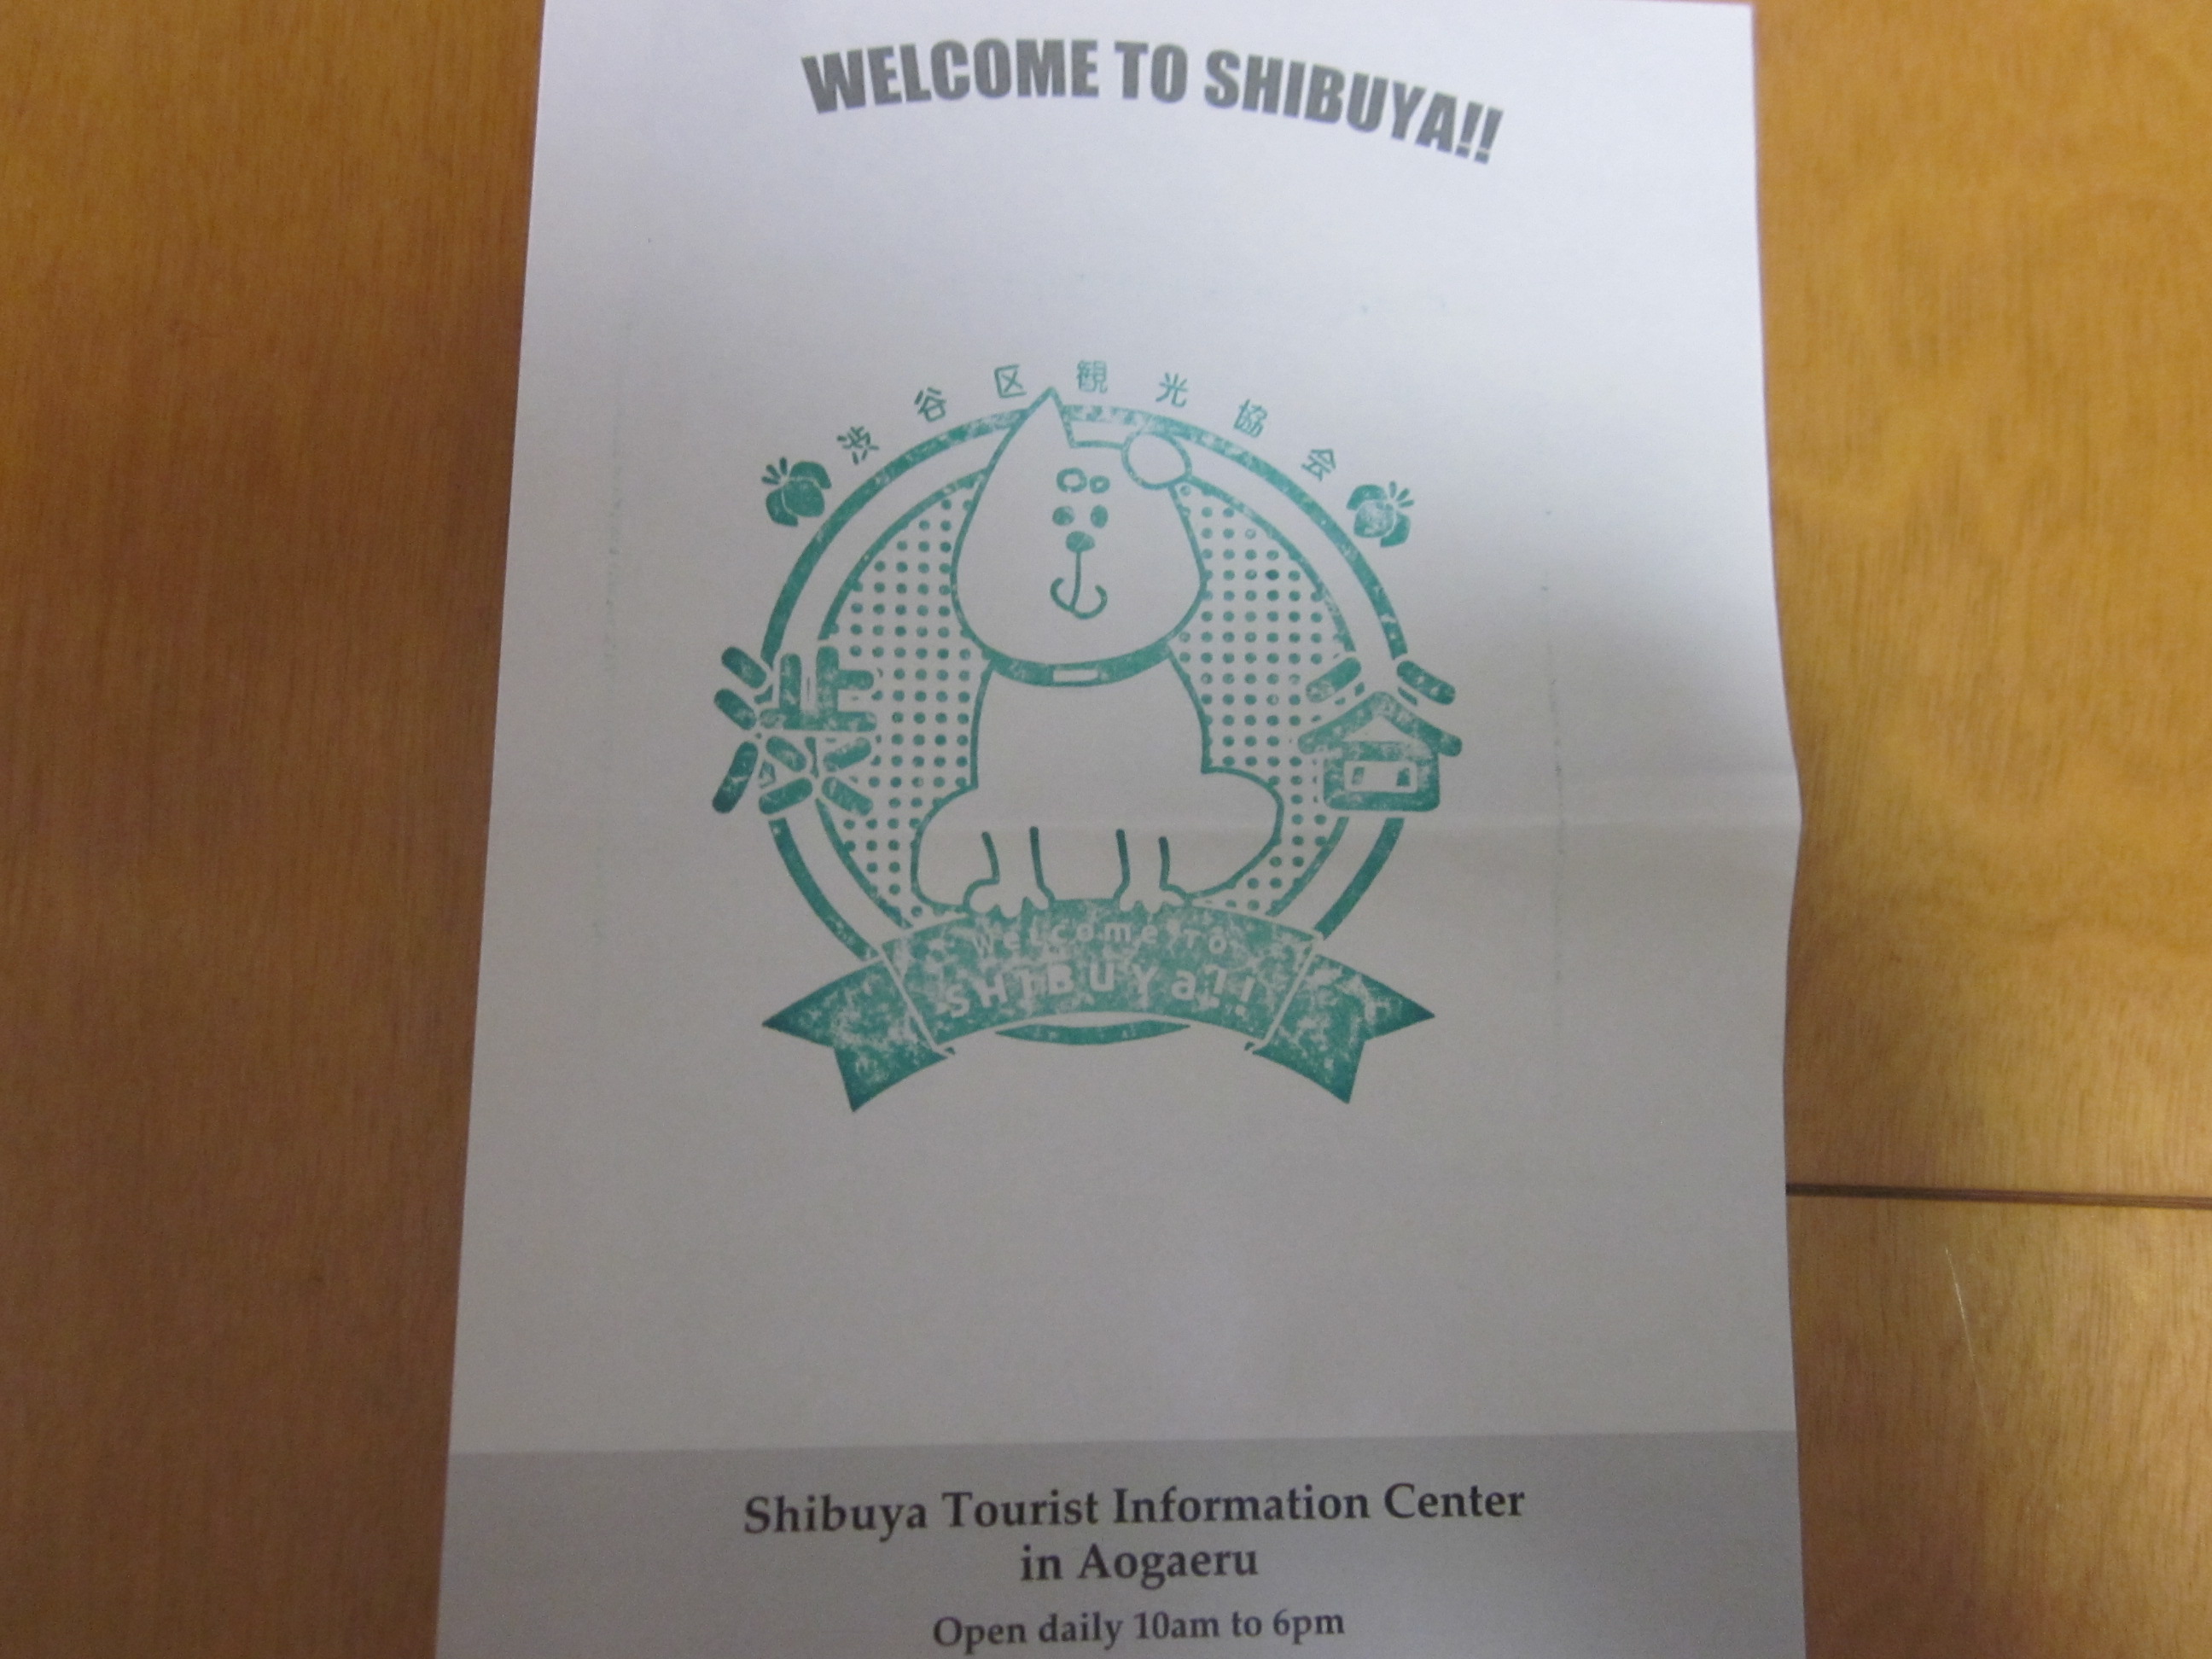 WELCOME TO SHIBUYA!!
渋谷区観光協会
渋谷
Welcome TO
SHIBUYa!!
Shibuya Tourist Information Center
in Aogaeru
Open daily 10am to 6pm